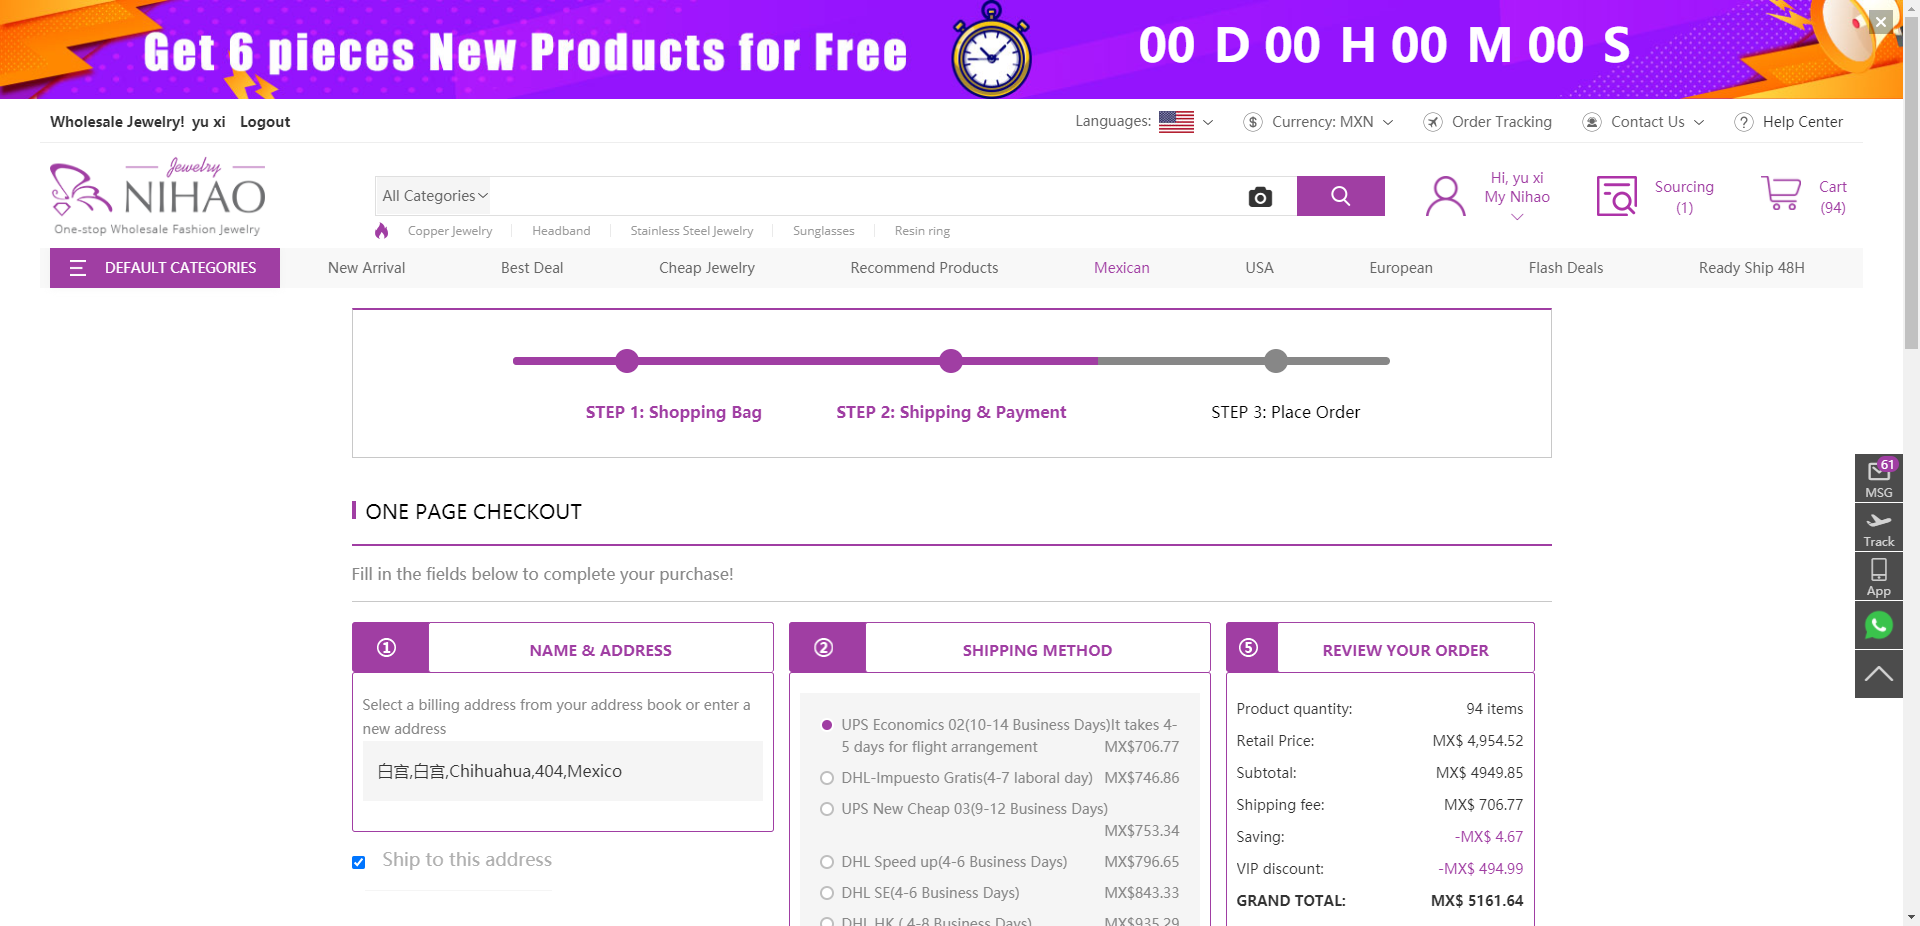 Get 6 pieces New Products for Free
00 D 00 H 00 M 00 S
Wholesale Jewelry! yu xi Logout
Languages:
Currency: MXN
Order Tracking
Contact Us
Help Center
Jewelry
NIHAO
One-stop Wholesale Fashion Jewelry
All Categories
Hi, yu xi
My Nihao
Sourcing
(1)
Cart
(94)
Copper Jewelry
Headband
Stainless Steel Jewelry
Sunglasses
Resin ring
DEFAULT CATEGORIES
New Arrival
Best Deal
Cheap Jewelry
Recommend Products
Mexican
USA
European
Flash Deals
Ready Ship 48H
STEP 1: Shopping Bag
STEP 2: Shipping & Payment
STEP 3: Place Order
61
MSG
Track
App
ONE PAGE CHECKOUT
Fill in the fields below to complete your purchase!
① NAME & ADDRESS
Select a billing address from your address book or enter a
new address
白宫,白宫,Chihuahua,404,Mexico
Ship to this address
② SHIPPING METHOD
UPS Economics 02(10-14 Business Days)It takes 4-
5 days for flight arrangement MX$706.77
DHL-Impuesto Gratis(4-7 laboral day) MX$746.86
UPS New Cheap 03(9-12 Business Days)
MX$753.34
DHL Speed up(4-6 Business Days) MX$796.65
DHL SE(4-6 Business Days) MX$843.33
DHL HK ( 4-8 Business Days) MX$935.29
⑤ REVIEW YOUR ORDER
Product quantity: 94 items
Retail Price: MX$ 4,954.52
Subtotal: MX$ 4949.85
Shipping fee: MX$ 706.77
Saving: -MX$ 4.67
VIP discount: -MX$ 494.99
GRAND TOTAL: MX$ 5161.64